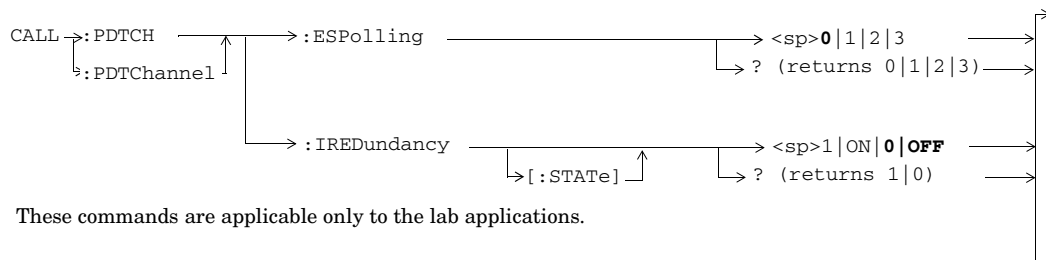 CALL :PDTCH :ESPolling <sp>0|1|2|3
:PDTChannel ? (returns 0|1|2|3)
:IREDundancy <sp>1|ON|0|OFF
[:STATe] ? (returns 1|0)
These commands are applicable only to the lab applications.